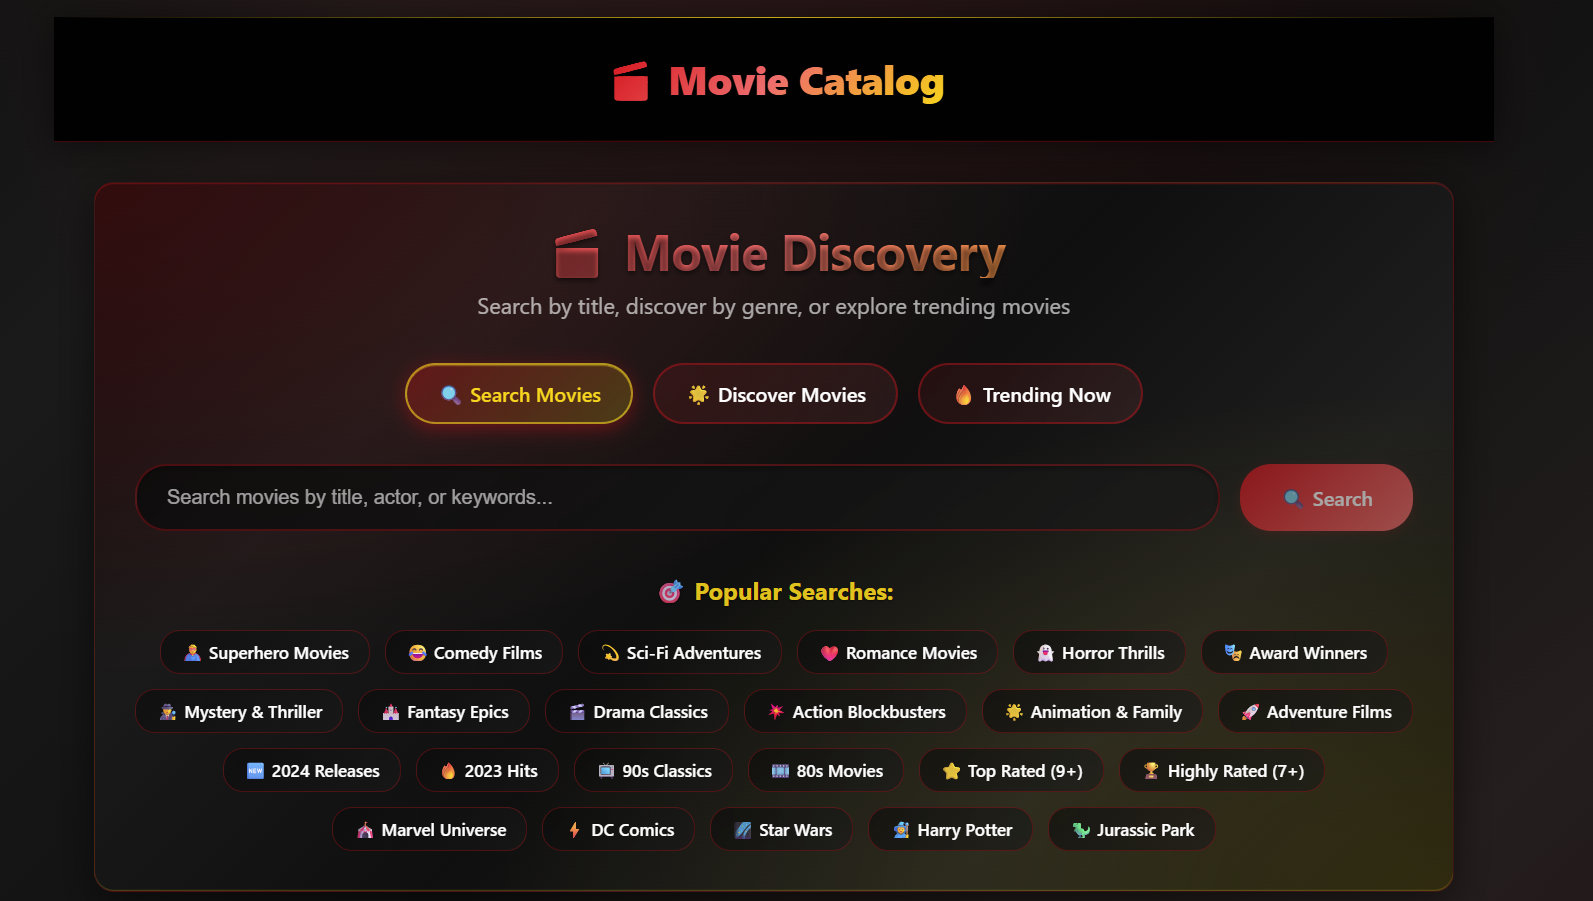 Movie Catalog
Movie Discovery
Search by title, discover by genre, or explore trending movies
Search Movies Discover Movies Trending Now
Search movies by title, actor, or keywords... Search
Popular Searches:
Superhero Movies Comedy Films Sci-Fi Adventures Romance Movies Horror Thrills Award Winners
Mystery & Thriller Fantasy Epics Drama Classics Action Blockbusters Animation & Family Adventure Films
NEW 2024 Releases 2023 Hits 90s Classics 80s Movies Top Rated (9+) Highly Rated (7+)
Marvel Universe DC Comics Star Wars Harry Potter Jurassic Park